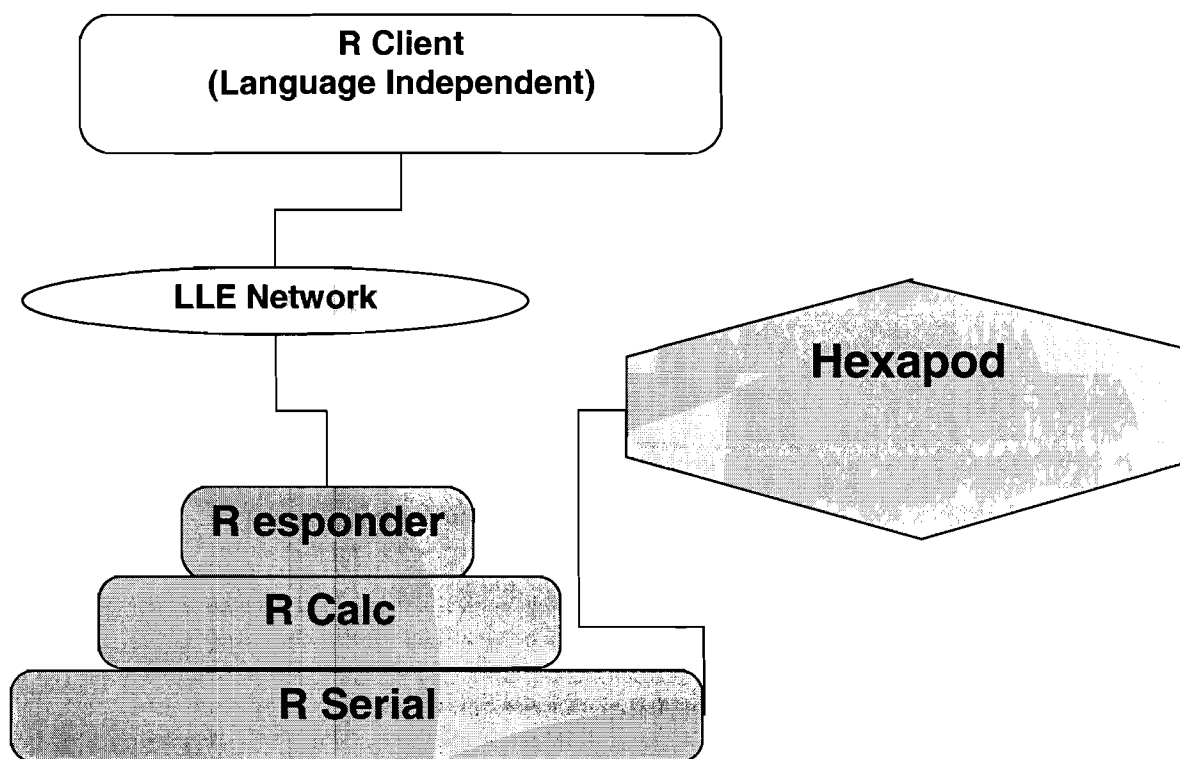 R Client
(Language Independent)
LLE Network
Hexapod
R esponder
R Calc
R Serial